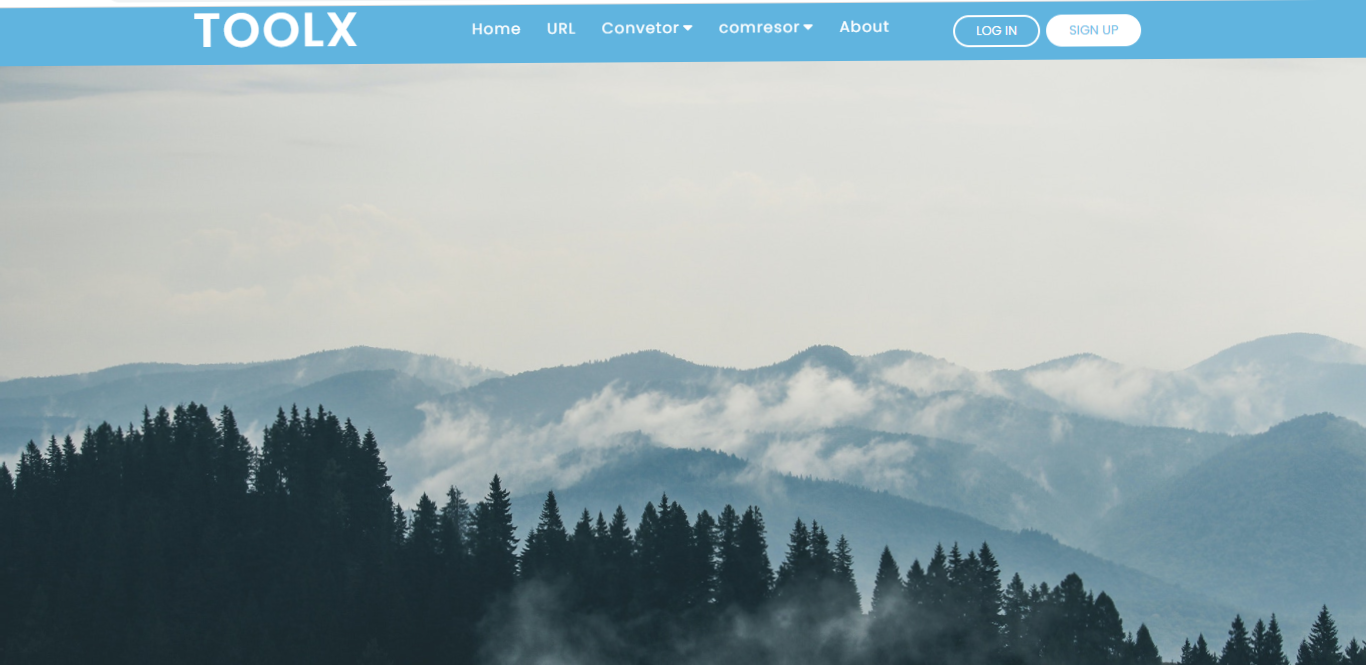 TOOLX
Home URL Convetor comresor About
LOG IN SIGN UP